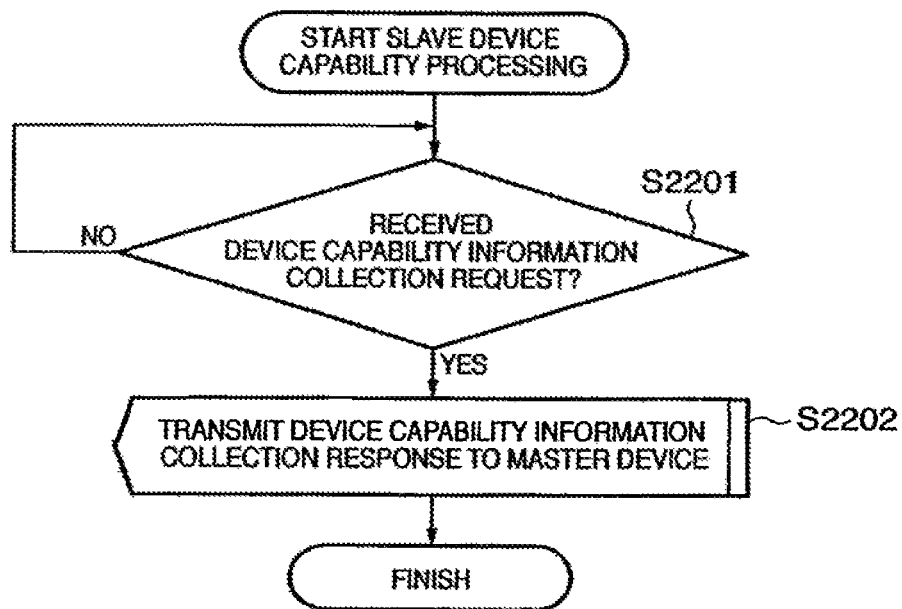 START SLAVE DEVICE
CAPABILITY PROCESSING
S2201
NO
RECEIVED
DEVICE CAPABILITY INFORMATION
COLLECTION REQUEST?
YES
TRANSMIT DEVICE CAPABILITY INFORMATION
COLLECTION RESPONSE TO MASTER DEVICE
S2202
FINISH